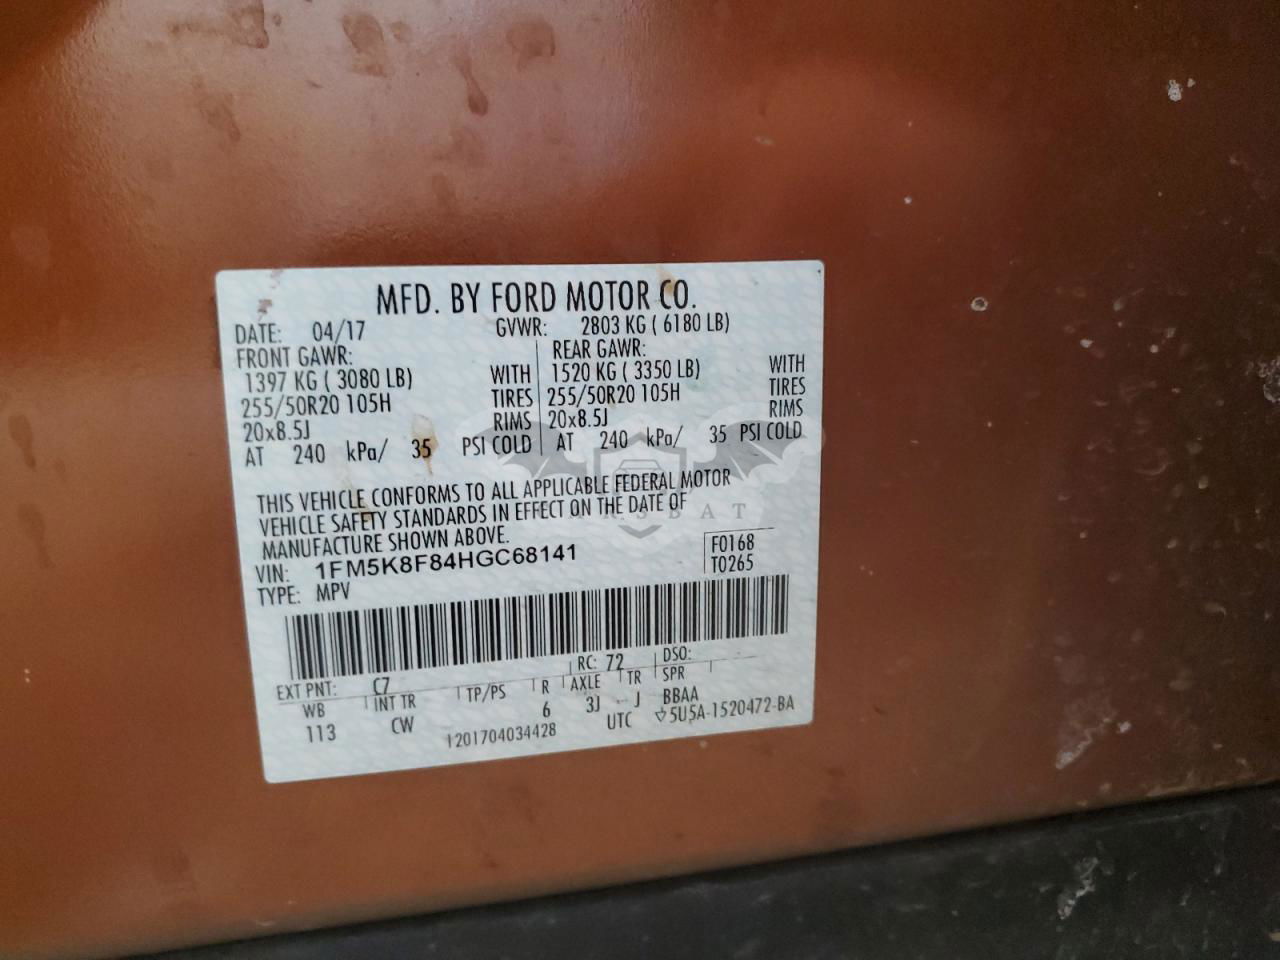 MFD. BY FORD MOTOR CO.
DATE: 04/17 GVWR: 2803 KG ( 6180 LB)
FRONT GAWR: REAR GAWR:
1397 KG ( 3080 LB) WITH 1520 KG ( 3350 LB) WITH
255/50R20 105H TIRES 255/50R20 105H TIRES
20x8.5J RIMS 20x8.5J RIMS
AT 240 kPa/ 35 PSI COLD AT 240 kPa/ 35 PSI COLD
THIS VEHICLE CONFORMS TO ALL APPLICABLE FEDERAL MOTOR
VEHICLE SAFETY STANDARDS IN EFFECT ON THE DATE OF
MANUFACTURE SHOWN ABOVE.
VIN: 1FM5K8F84HGC68141 F0168
TYPE: MPV T0265
RC: 72 DSO:
EXT PNT: C7
WB INT TR TP/PS R AXLE TR SPR
113 CW 6 3J J BBAA
1201704034428 UTC 5U5A-1520472-BA